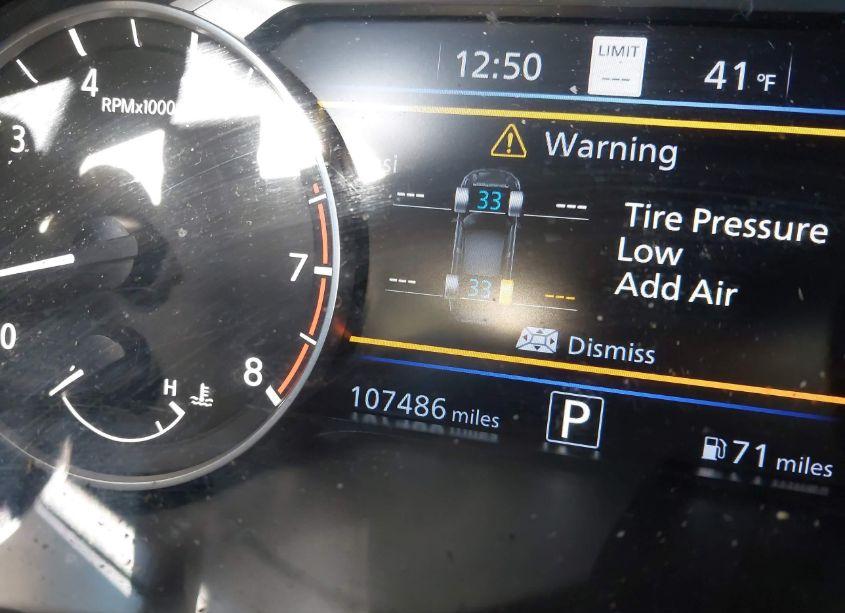 4
RPMx1000
3
7
8
0
H
12:50
LIMIT
---
41 °F
Warning
--- 33 ---
--- 33 ---
Tire Pressure
Low
Add Air
Dismiss
107486 miles
P
71 miles